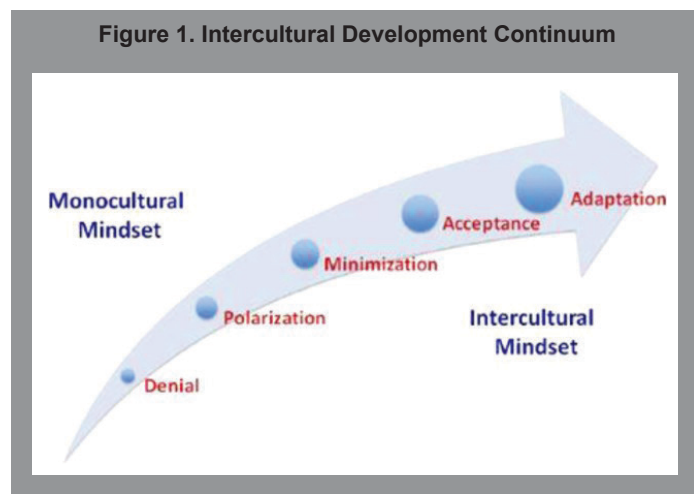 Figure 1. Intercultural Development Continuum
Monocultural
Mindset
Adaptation
Acceptance
Minimization
Polarization
Intercultural
Mindset
Denial